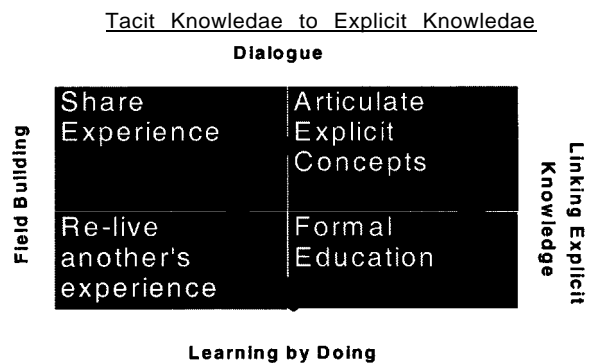 Tacit Knowledae to Explicit Knowledae
Dialogue
Share
Experience
Articulate
Explicit
Concepts
Field Building
Linking Explicit
Knowledge
Re-live
another's
experience
Formal
Education
Learning by Doing